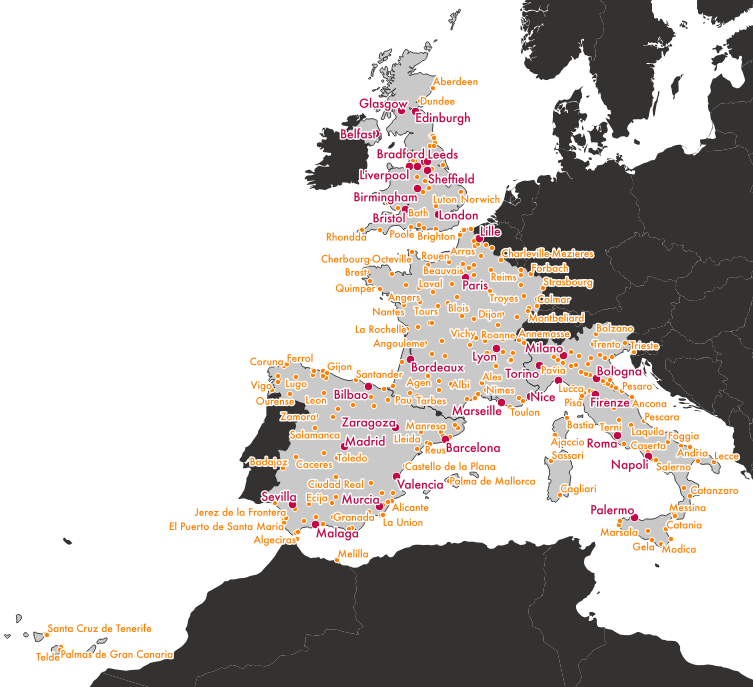 Aberdeen
Glasgow
Dundee
Edinburgh
Belfast
Bradford
Leeds
Liverpool
Sheffield
Birmingham
Luton
Norwich
Bath
Bristol
London
Rhondda
Poole
Brighton
Lille
Arras
Charleville-Mezieres
Cherbourg-Octeville
Rouen
Brest
Beauvais
Reims
Forbach
Quimper
Laval
Paris
Strasbourg
Angers
Troyes
Colmar
Nantes
Tours
Blois
Dijon
Montbeliard
La Rochelle
Vichy
Roanne
Annemasse
Bolzano
Angouleme
Lyon
Milano
Trento
Trieste
Coruna
Ferrol
Gijon
Santander
Bordeaux
Torino
Pavia
Bologna
Vigo
Lugo
Agen
Albi
Ales
Nimes
Nice
Lucca
Pesaro
Ourense
Leon
Bilbao
Pau
Tarbes
Marseille
Toulon
Pisa
Firenze
Ancona
Zamora
Zaragoza
Manresa
Bastia
Terni
Pescara
Salamanca
Madrid
Lleida
Reus
Barcelona
Ajaccio
Roma
Laquila
Foggia
Badajoz
Caceres
Toledo
Castello de la Plana
Sassari
Caserta
Andria
Lecce
Ciudad Real
Valencia
Palma de Mallorca
Napoli
Salerno
Sevilla
Ecija
Murcia
Alicante
Cagliari
Catanzaro
Jerez de la Frontera
Granada
La Union
Palermo
Messina
El Puerto de Santa Maria
Malaga
Marsala
Catania
Algeciras
Gela
Modica
Melilla
Santa Cruz de Tenerife
Telde
Palmas de Gran Canaria